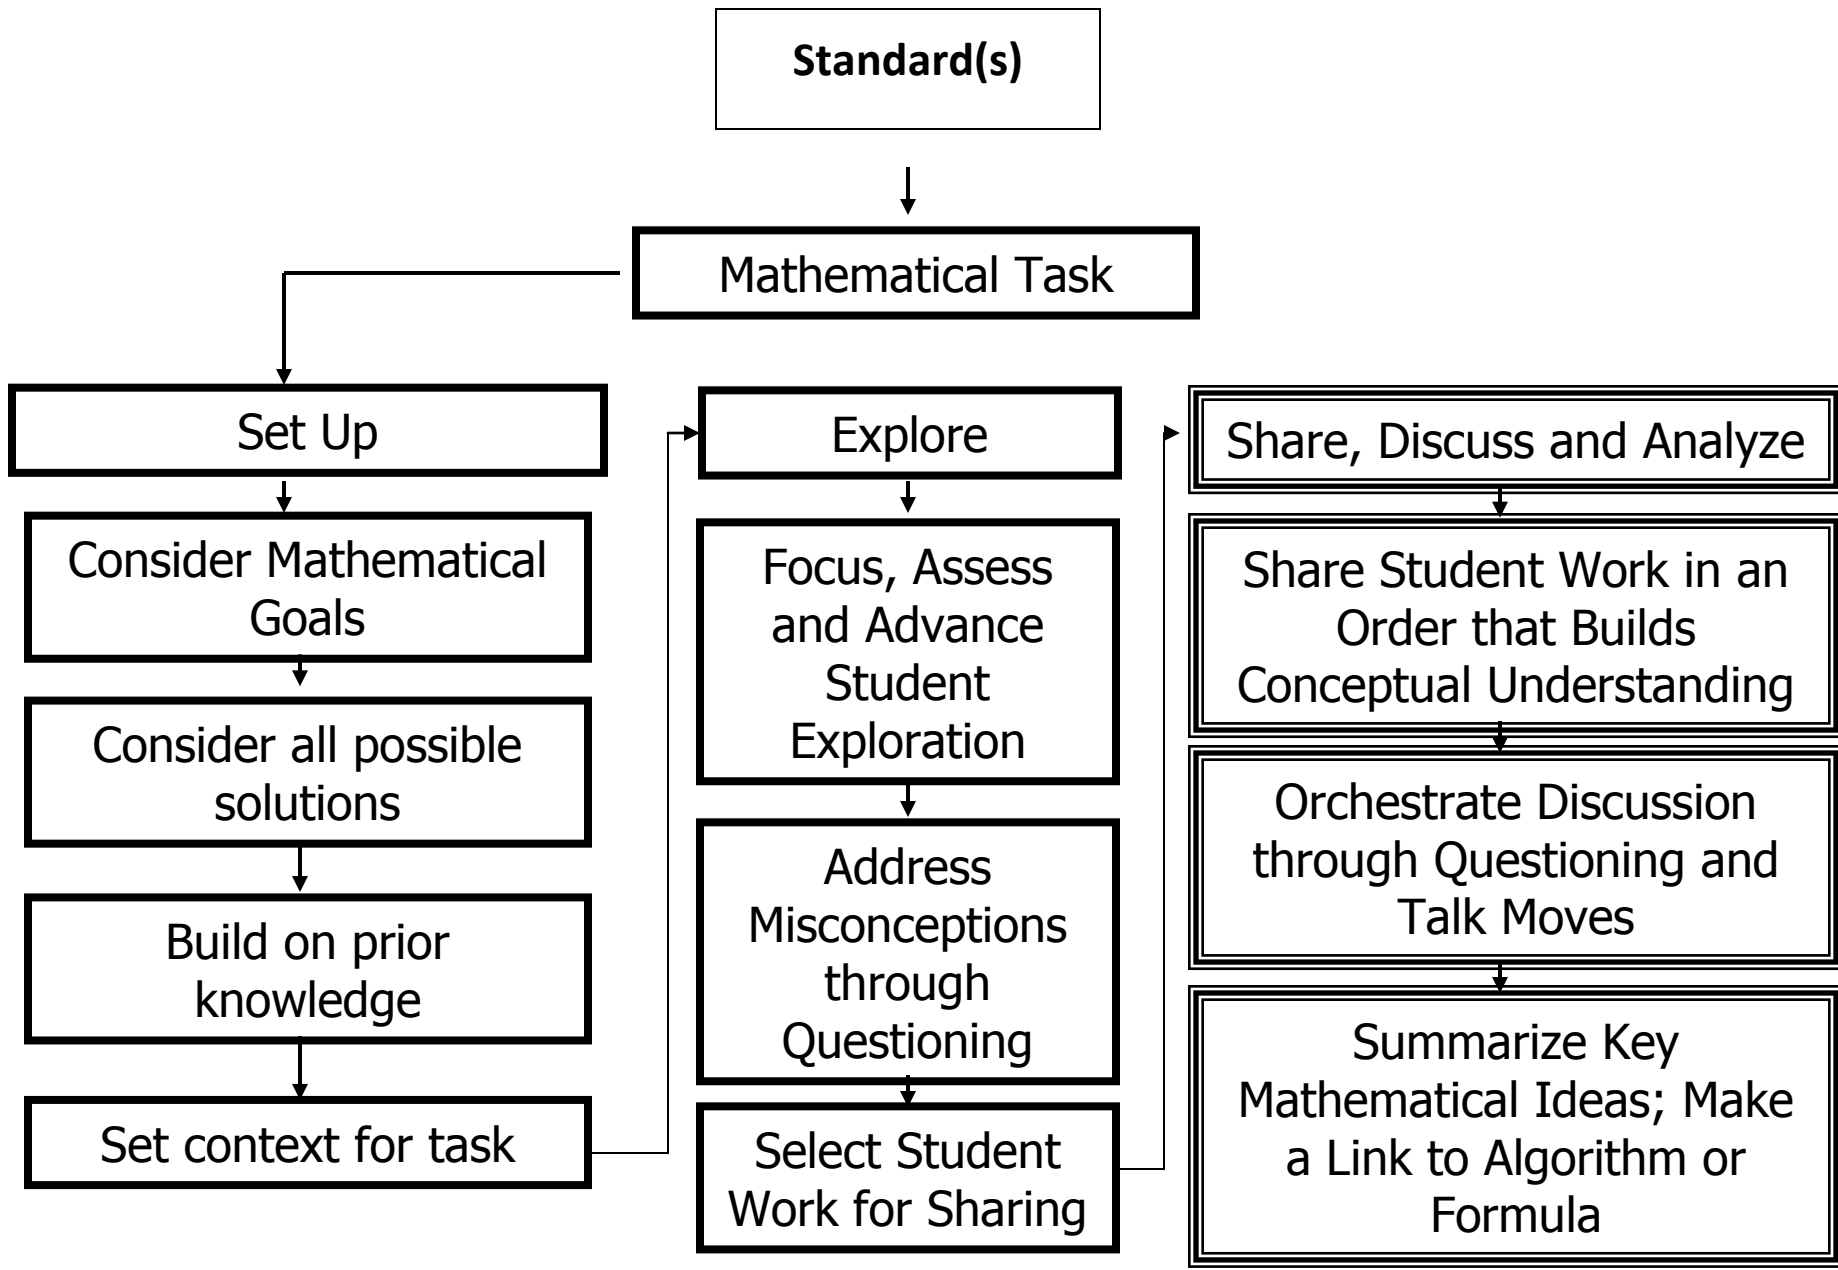 Standard(s)
Mathematical Task
Set Up
Consider Mathematical
Goals
Consider all possible
solutions
Build on prior
knowledge
Set context for task
Explore
Focus, Assess
and Advance
Student
Exploration
Address
Misconceptions
through
Questioning
Select Student
Work for Sharing
Share, Discuss and Analyze
Share Student Work in an
Order that Builds
Conceptual Understanding
Orchestrate Discussion
through Questioning and
Talk Moves
Summarize Key
Mathematical Ideas; Make
a Link to Algorithm or
Formula